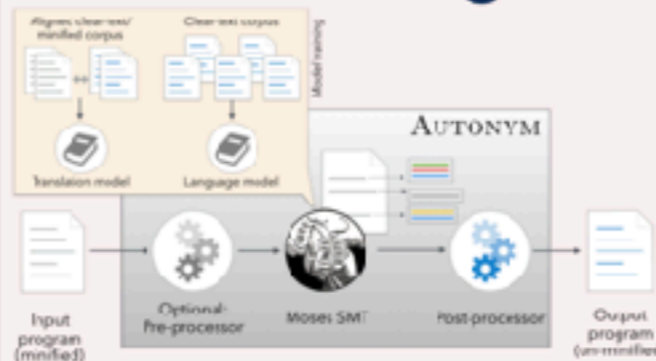 Aligned clear-text/
minified corpus
Clear-text corpus
Model training
Translation model
Language model
AUTONYM
Input
program
(minified)
Optional:
Pre-processor
Moses SMT
Post-processor
Output
program
(un-minified